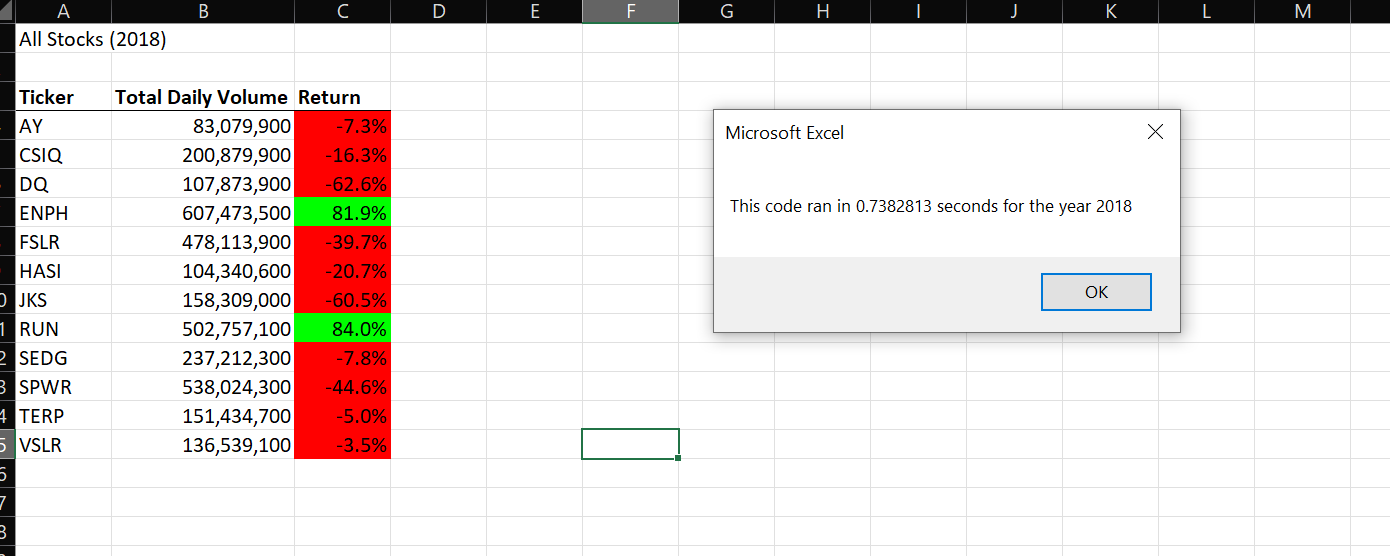 A B C D E F G H I J K L M
All Stocks (2018)
Ticker Total Daily Volume Return
AY 83,079,900 -7.3%
CSIQ 200,879,900 -16.3%
DQ 107,873,900 -62.6%
ENPH 607,473,500 81.9%
FSLR 478,113,900 -39.7%
HASI 104,340,600 -20.7%
0 JKS 158,309,000 -60.5%
1 RUN 502,757,100 84.0%
2 SEDG 237,212,300 -7.8%
3 SPWR 538,024,300 -44.6%
4 TERP 151,434,700 -5.0%
5 VSLR 136,539,100 -3.5%
6
7
8
Microsoft Excel
This code ran in 0.7382813 seconds for the year 2018
OK